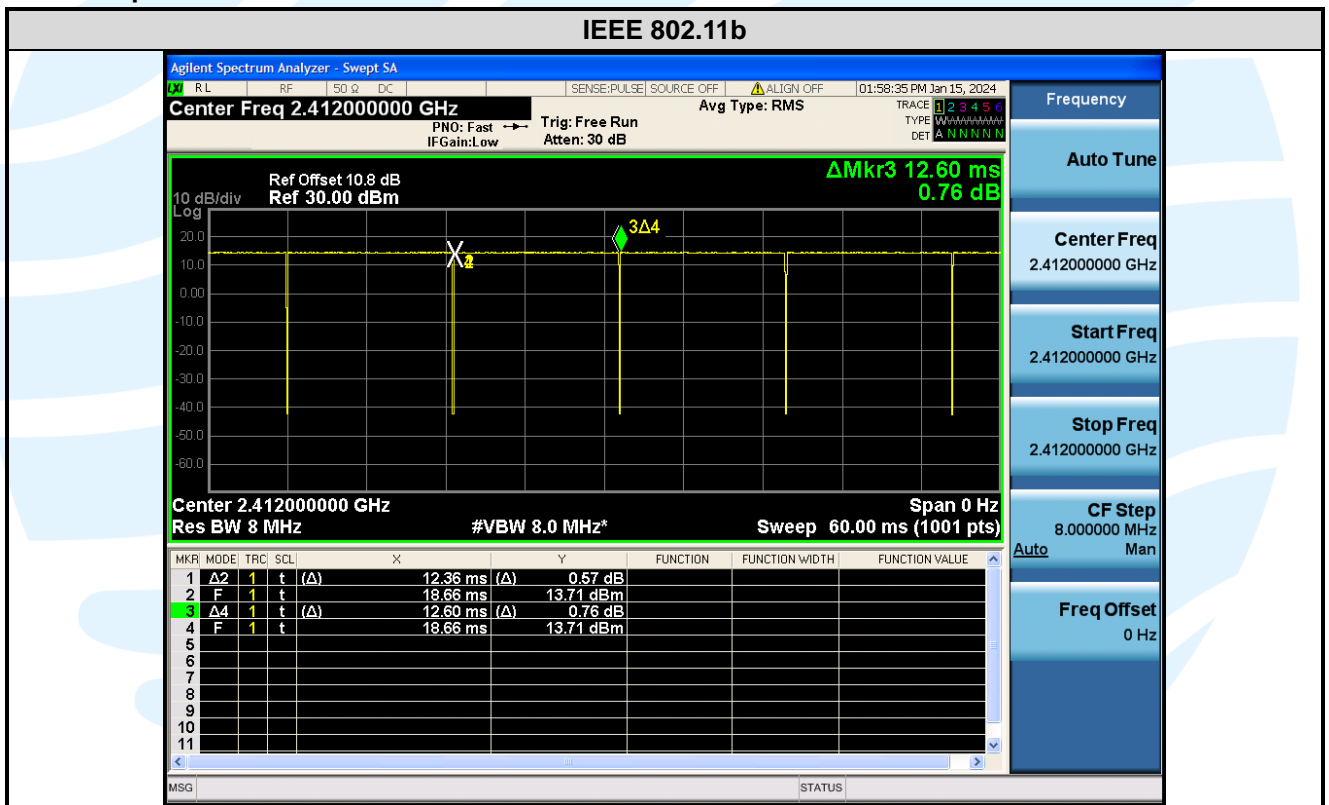 IEEE 802.11b
Agilent Spectrum Analyzer - Swept SA
LXI RL RF 50 Ω DC SENSE:PULSE SOURCE OFF ALIGN OFF 01:58:35 PM Jan 15, 2024
Center Freq 2.412000000 GHz Avg Type: RMS TRACE 1 2 3 4 5 6
PNO: Fast Trig: Free Run TYPE WWWWWW
IFGain:Low Atten: 30 dB DET A N N N N N
Frequency
Auto Tune
ΔMkr3 12.60 ms
Ref Offset 10.8 dB
10 dB/div Ref 30.00 dBm 0.76 dB
Log
3Δ4
20.0
10.0
0.00
-10.0
-20.0
-30.0
-40.0
-50.0
-60.0
Center Freq
2.412000000 GHz
Start Freq
2.412000000 GHz
Stop Freq
2.412000000 GHz
CF Step
8.000000 MHz
Auto Man
Freq Offset
0 Hz
Center 2.412000000 GHz Span 0 Hz
Res BW 8 MHz #VBW 8.0 MHz* Sweep 60.00 ms (1001 pts)
MKR MODE TRC SCL X Y FUNCTION FUNCTION WIDTH FUNCTION VALUE
1 Δ2 1 t (Δ) 12.36 ms (Δ) 0.57 dB
2 F 1 t 18.66 ms 13.71 dBm
3 Δ4 1 t (Δ) 12.60 ms (Δ) 0.76 dB
4 F 1 t 18.66 ms 13.71 dBm
5
6
7
8
9
10
11
MSG STATUS